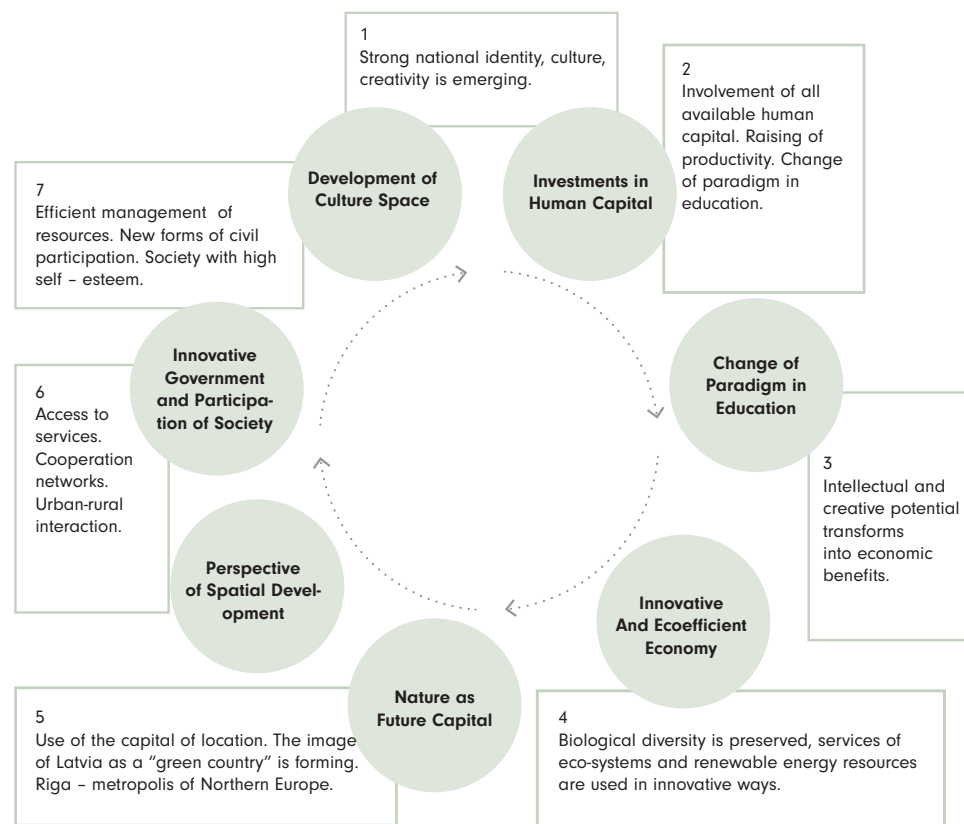 1
Strong national identity, culture,
creativity is emerging.
2
Involvement of all
available human
capital. Raising of
productivity. Change
of paradigm in
education.
Development of
Culture Space
Investments in
Human Capital
7
Efficient management  of
resources. New forms of civil
participation. Society with high
self – esteem.
Innovative
Government
and Participa-
tion of Society
Change of
Paradigm in
Education
6
Access to
services.
Cooperation
networks.
Urban-rural
interaction.
3
Intellectual and
creative potential
transforms
into economic
benefits.
Perspective
of Spatial Devel-
opment
Innovative
And Ecoefficient
Economy
Nature as
Future Capital
5
Use of the capital of location. The image
of Latvia as a “green country” is forming.
Riga – metropolis of Northern Europe.
4
Biological diversity is preserved, services of
eco-systems and renewable energy resources
are used in innovative ways.